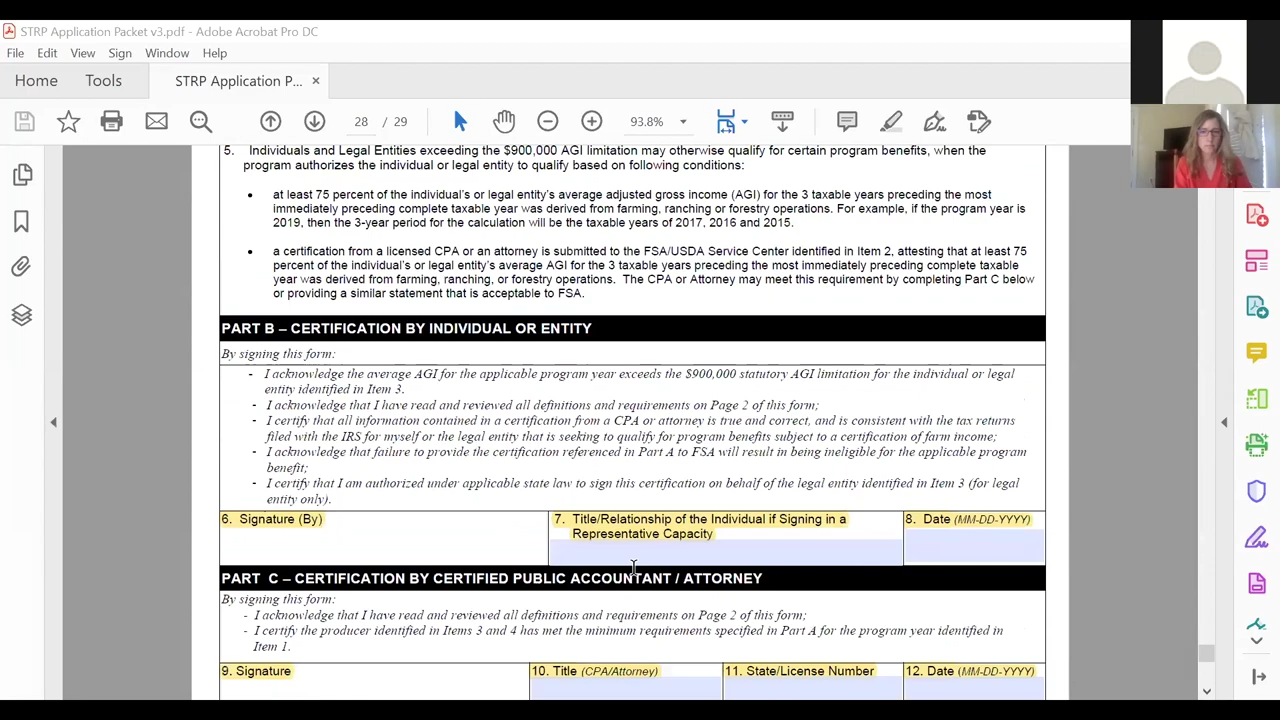 STRP Application Packet v3.pdf - Adobe Acrobat Pro DC
File Edit View Sign Window Help
Home Tools STRP Application P... ×
28 / 29 93.8%
5. Individuals and Legal Entities exceeding the $900,000 AGI limitation may otherwise qualify for certain program benefits, when the
program authorizes the individual or legal entity to qualify based on following conditions:
• at least 75 percent of the individual's or legal entity's average adjusted gross income (AGI) for the 3 taxable years preceding the most
immediately preceding complete taxable year was derived from farming, ranching or forestry operations. For example, if the program year is
2019, then the 3-year period for the calculation will be the taxable years of 2017, 2016 and 2015.
• a certification from a licensed CPA or an attorney is submitted to the FSA/USDA Service Center identified in Item 2, attesting that at least 75
percent of the individual's or legal entity's average AGI for the 3 taxable years preceding the most immediately preceding complete taxable
year was derived from farming, ranching, or forestry operations. The CPA or Attorney may meet this requirement by completing Part C below
or providing a similar statement that is acceptable to FSA.
PART B – CERTIFICATION BY INDIVIDUAL OR ENTITY
By signing this form:
- I acknowledge the average AGI for the applicable program year exceeds the $900,000 statutory AGI limitation for the individual or legal
entity identified in Item 3.
- I acknowledge that I have read and reviewed all definitions and requirements on Page 2 of this form;
- I certify that all information contained in a certification from a CPA or attorney is true and correct, and is consistent with the tax returns
filed with the IRS for myself or the legal entity that is seeking to qualify for program benefits subject to a certification of farm income;
- I acknowledge that failure to provide the certification referenced in Part A to FSA will result in being ineligible for the applicable program
benefit;
- I certify that I am authorized under applicable state law to sign this certification on behalf of the legal entity identified in Item 3 (for legal
entity only).
6. Signature (By) 7. Title/Relationship of the Individual if Signing in a 8. Date (MM-DD-YYYY)
Representative Capacity
PART C – CERTIFICATION BY CERTIFIED PUBLIC ACCOUNTANT / ATTORNEY
By signing this form:
- I acknowledge that I have read and reviewed all definitions and requirements on Page 2 of this form;
- I certify the producer identified in Items 3 and 4 has met the minimum requirements specified in Part A for the program year identified in
Item 1.
9. Signature 10. Title (CPA/Attorney) 11. State/License Number 12. Date (MM-DD-YYYY)